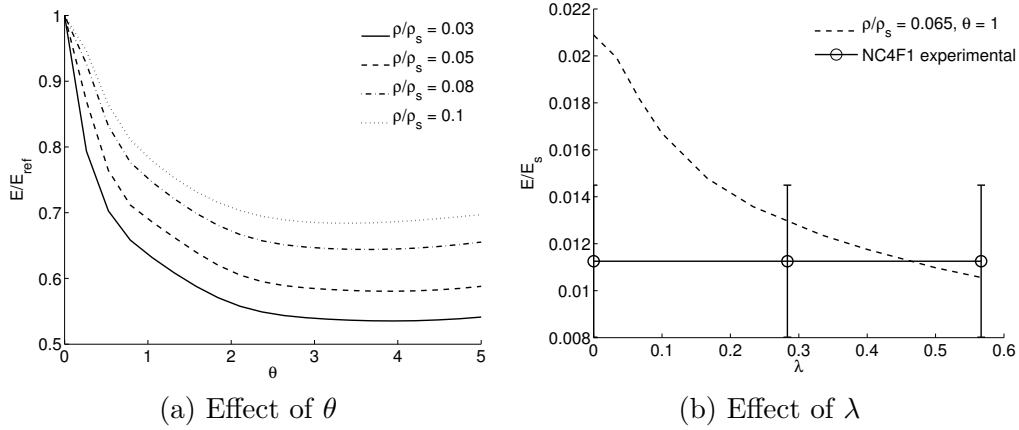 1
0.9
0.8
0.7
0.6
0.5
0 1 2 3 4 5
E/E_ref
θ
ρ/ρ_s = 0.03
ρ/ρ_s = 0.05
ρ/ρ_s = 0.08
ρ/ρ_s = 0.1
(a) Effect of θ
0.022
0.02
0.018
0.016
0.014
0.012
0.01
0.008
0 0.1 0.2 0.3 0.4 0.5 0.6
E/E_s
λ
ρ/ρ_s = 0.065, θ = 1
NC4F1 experimental
(b) Effect of λ